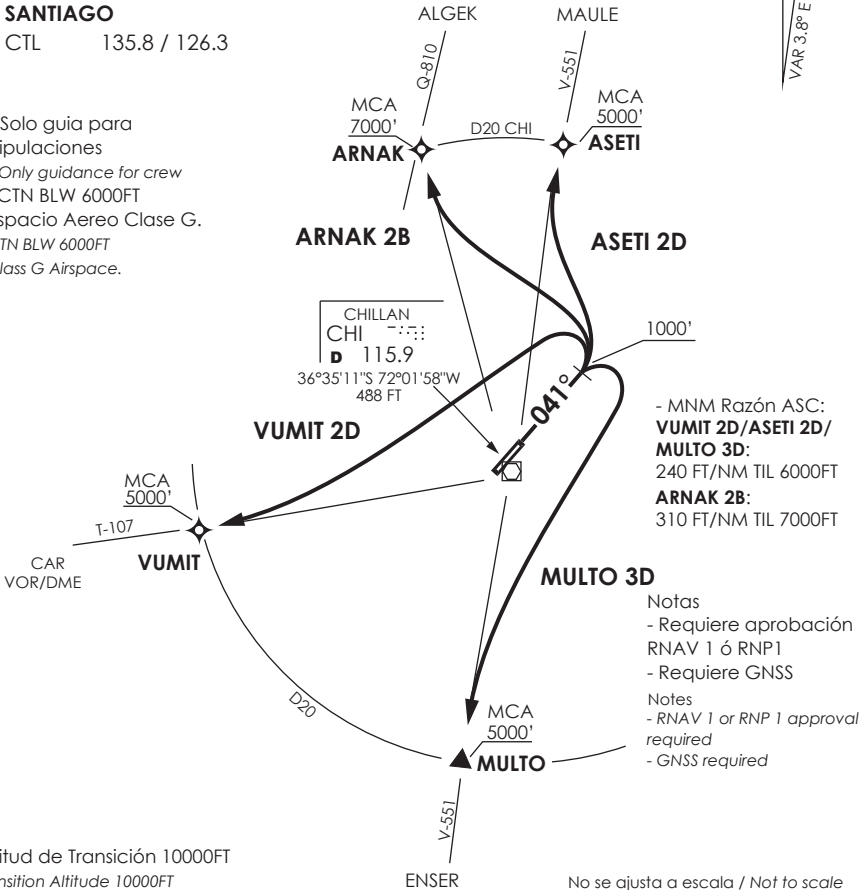 SANTIAGO
CTL 135.8 / 126.3
ALGEK
MAULE
VAR 3.8° E
Q-810
V-551
Solo guia para
ipulaciones
Only guidance for crew
CTN BLW 6000FT
spacio Aereo Clase G.
TN BLW 6000FT
lass G Airspace.
MCA
7000'
ARNAK
D20 CHI
MCA
5000'
ASETI
ARNAK 2B
ASETI 2D
CHILLAN
CHI
D 115.9
36°35'11"S 72°01'58"W
488 FT
1000'
041°
VUMIT 2D
- MNM Razón ASC:
VUMIT 2D/ASETI 2D/
MULTO 3D:
240 FT/NM TIL 6000FT
ARNAK 2B:
310 FT/NM TIL 7000FT
MCA
5000'
T-107
VUMIT
CAR
VOR/DME
MULTO 3D
Notas
- Requiere aprobación
RNAV 1 ó RNP1
- Requiere GNSS
Notes
- RNAV 1 or RNP 1 approval
required
- GNSS required
D20
MCA
5000'
MULTO
V-551
ENSER
itud de Transición 10000FT
nsition Altitude 10000FT
No se ajusta a escala / Not to scale